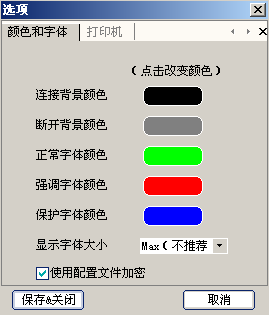 选项
颜色和字体 打印机
(点击改变颜色)
连接背景颜色
断开背景颜色
正常字体颜色
强调字体颜色
保护字体颜色
显示字体大小 Max(不推荐
使用配置文件加密
保存&关闭 取消